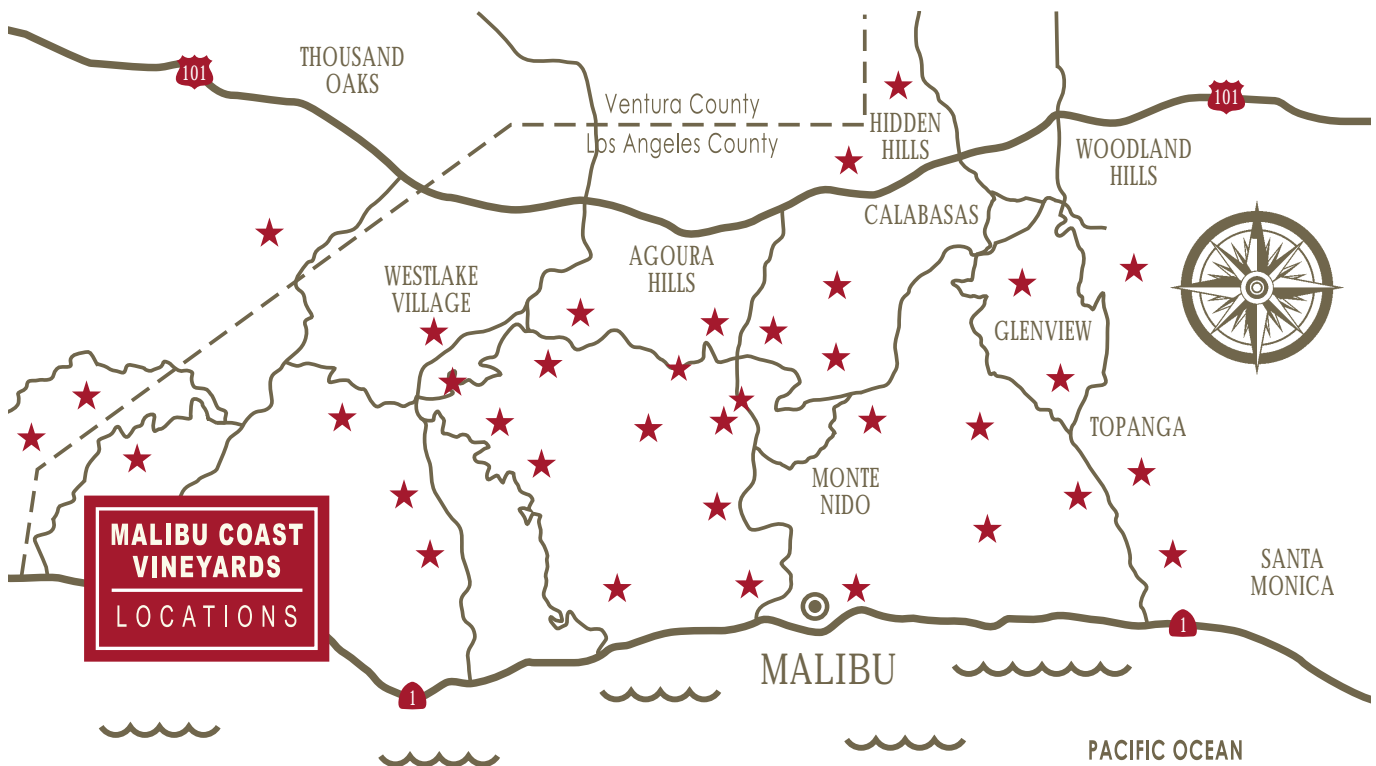 THOUSAND
OAKS
101
Ventura County
Los Angeles County
HIDDEN
HILLS
101
WOODLAND
HILLS
CALABASAS
AGOURA
HILLS
WESTLAKE
VILLAGE
GLENVIEW
TOPANGA
MONTE
NIDO
MALIBU COAST
VINEYARDS
LOCATIONS
SANTA
MONICA
1
MALIBU
1
PACIFIC OCEAN